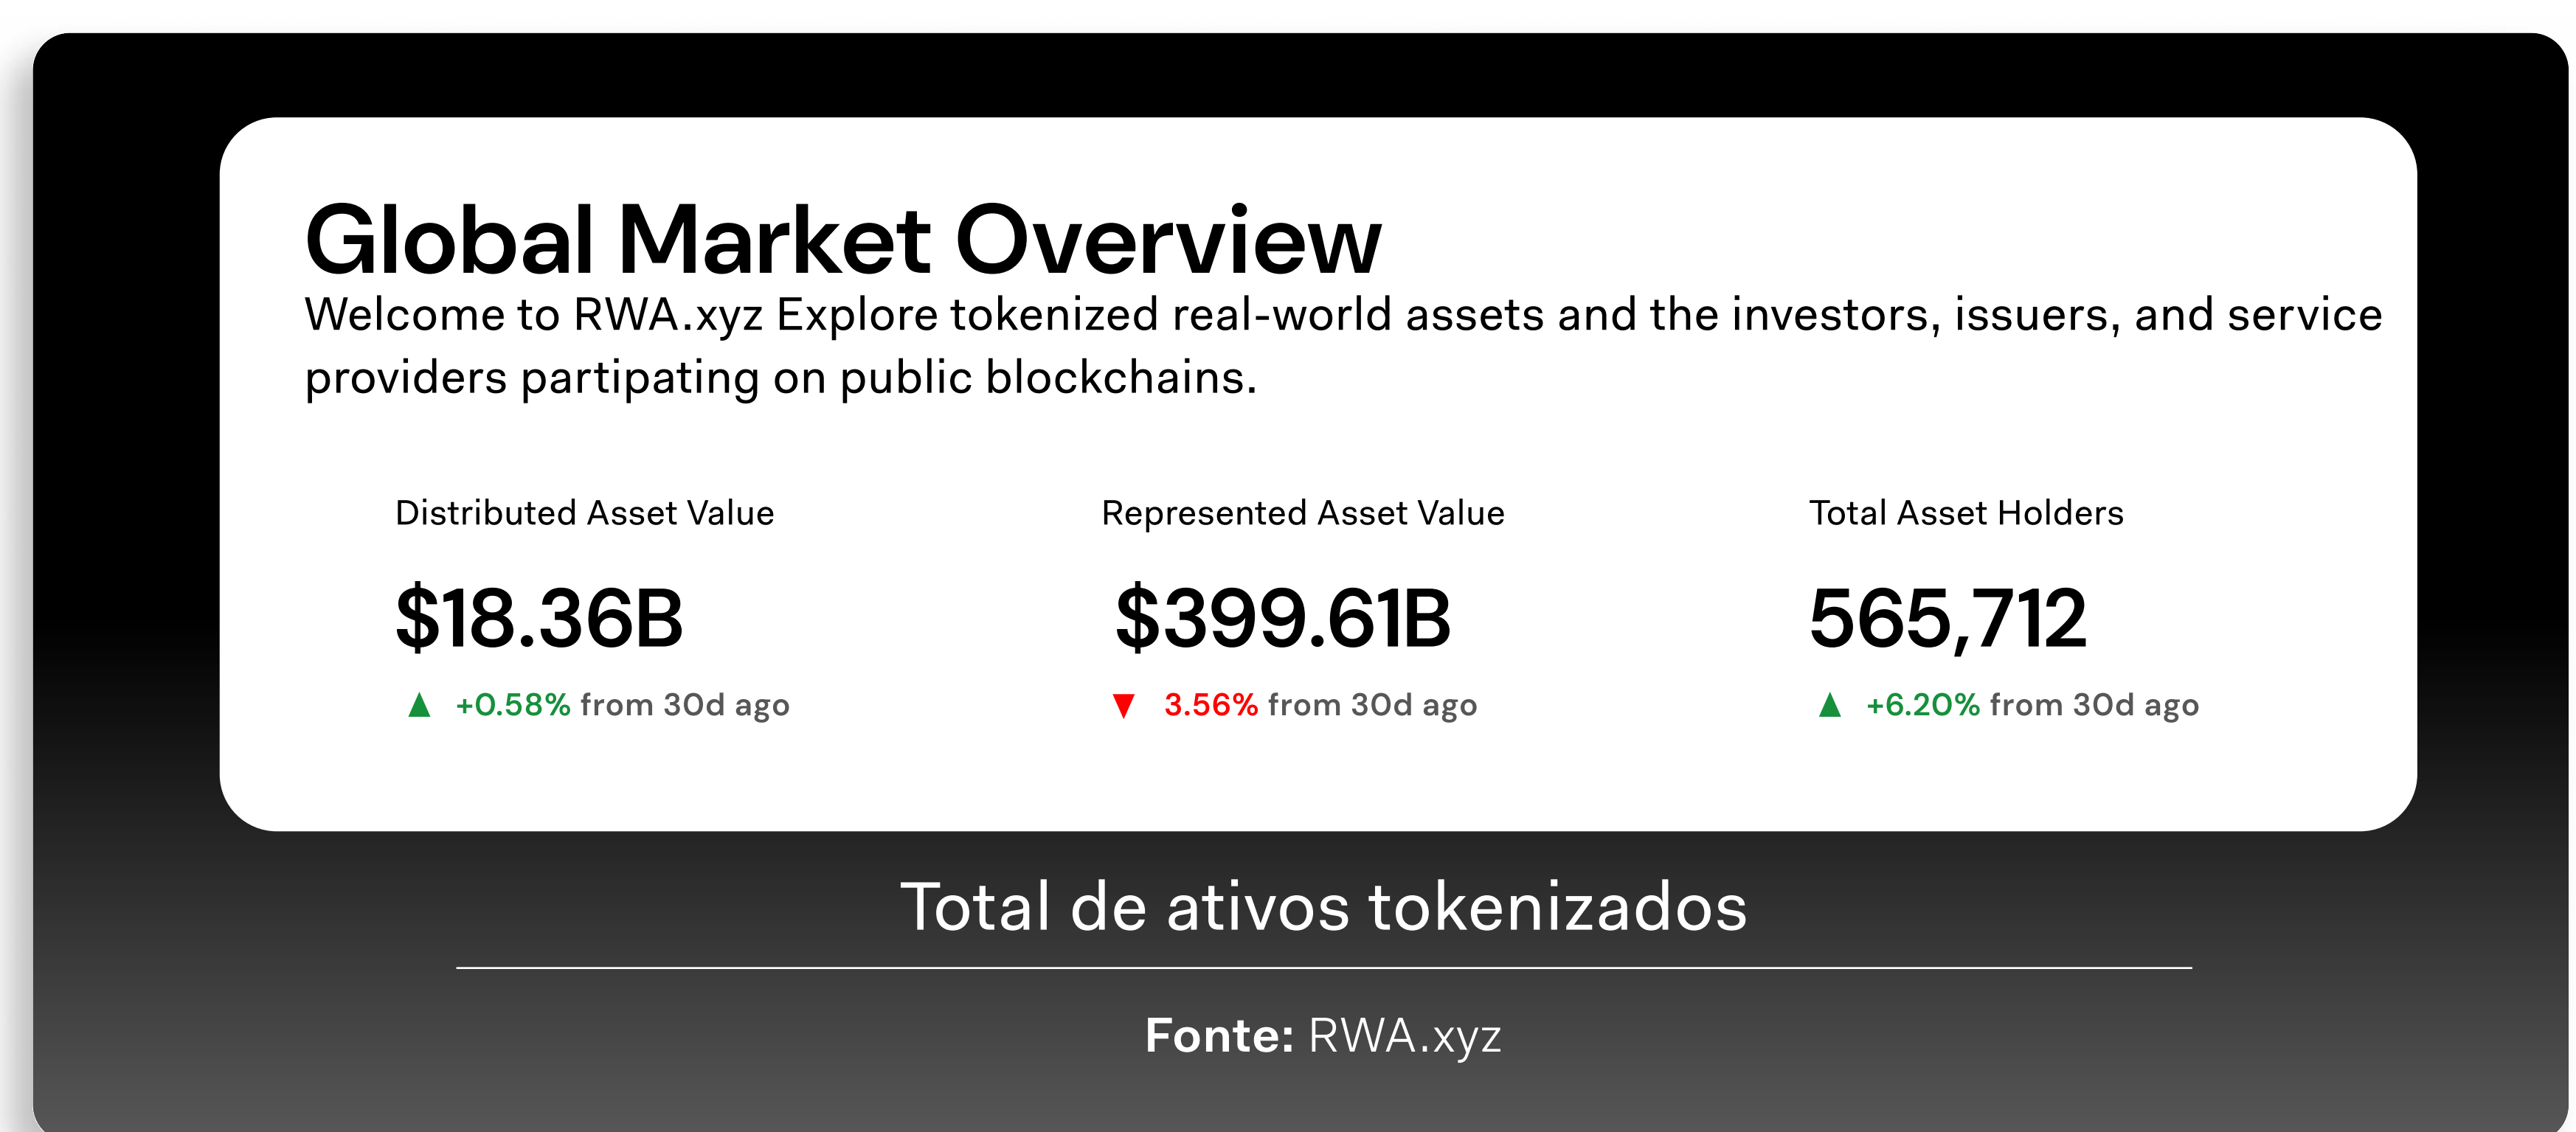 Global Market Overview
Welcome to RWA.xyz Explore tokenized real-world assets and the investors, issuers, and service
providers partipating on public blockchains.
Distributed Asset Value
Represented Asset Value
Total Asset Holders
$18.36B
$399.61B
565,712
▲ +0.58% from 30d ago
▼ 3.56% from 30d ago
▲ +6.20% from 30d ago
Total de ativos tokenizados
Fonte: RWA.xyz